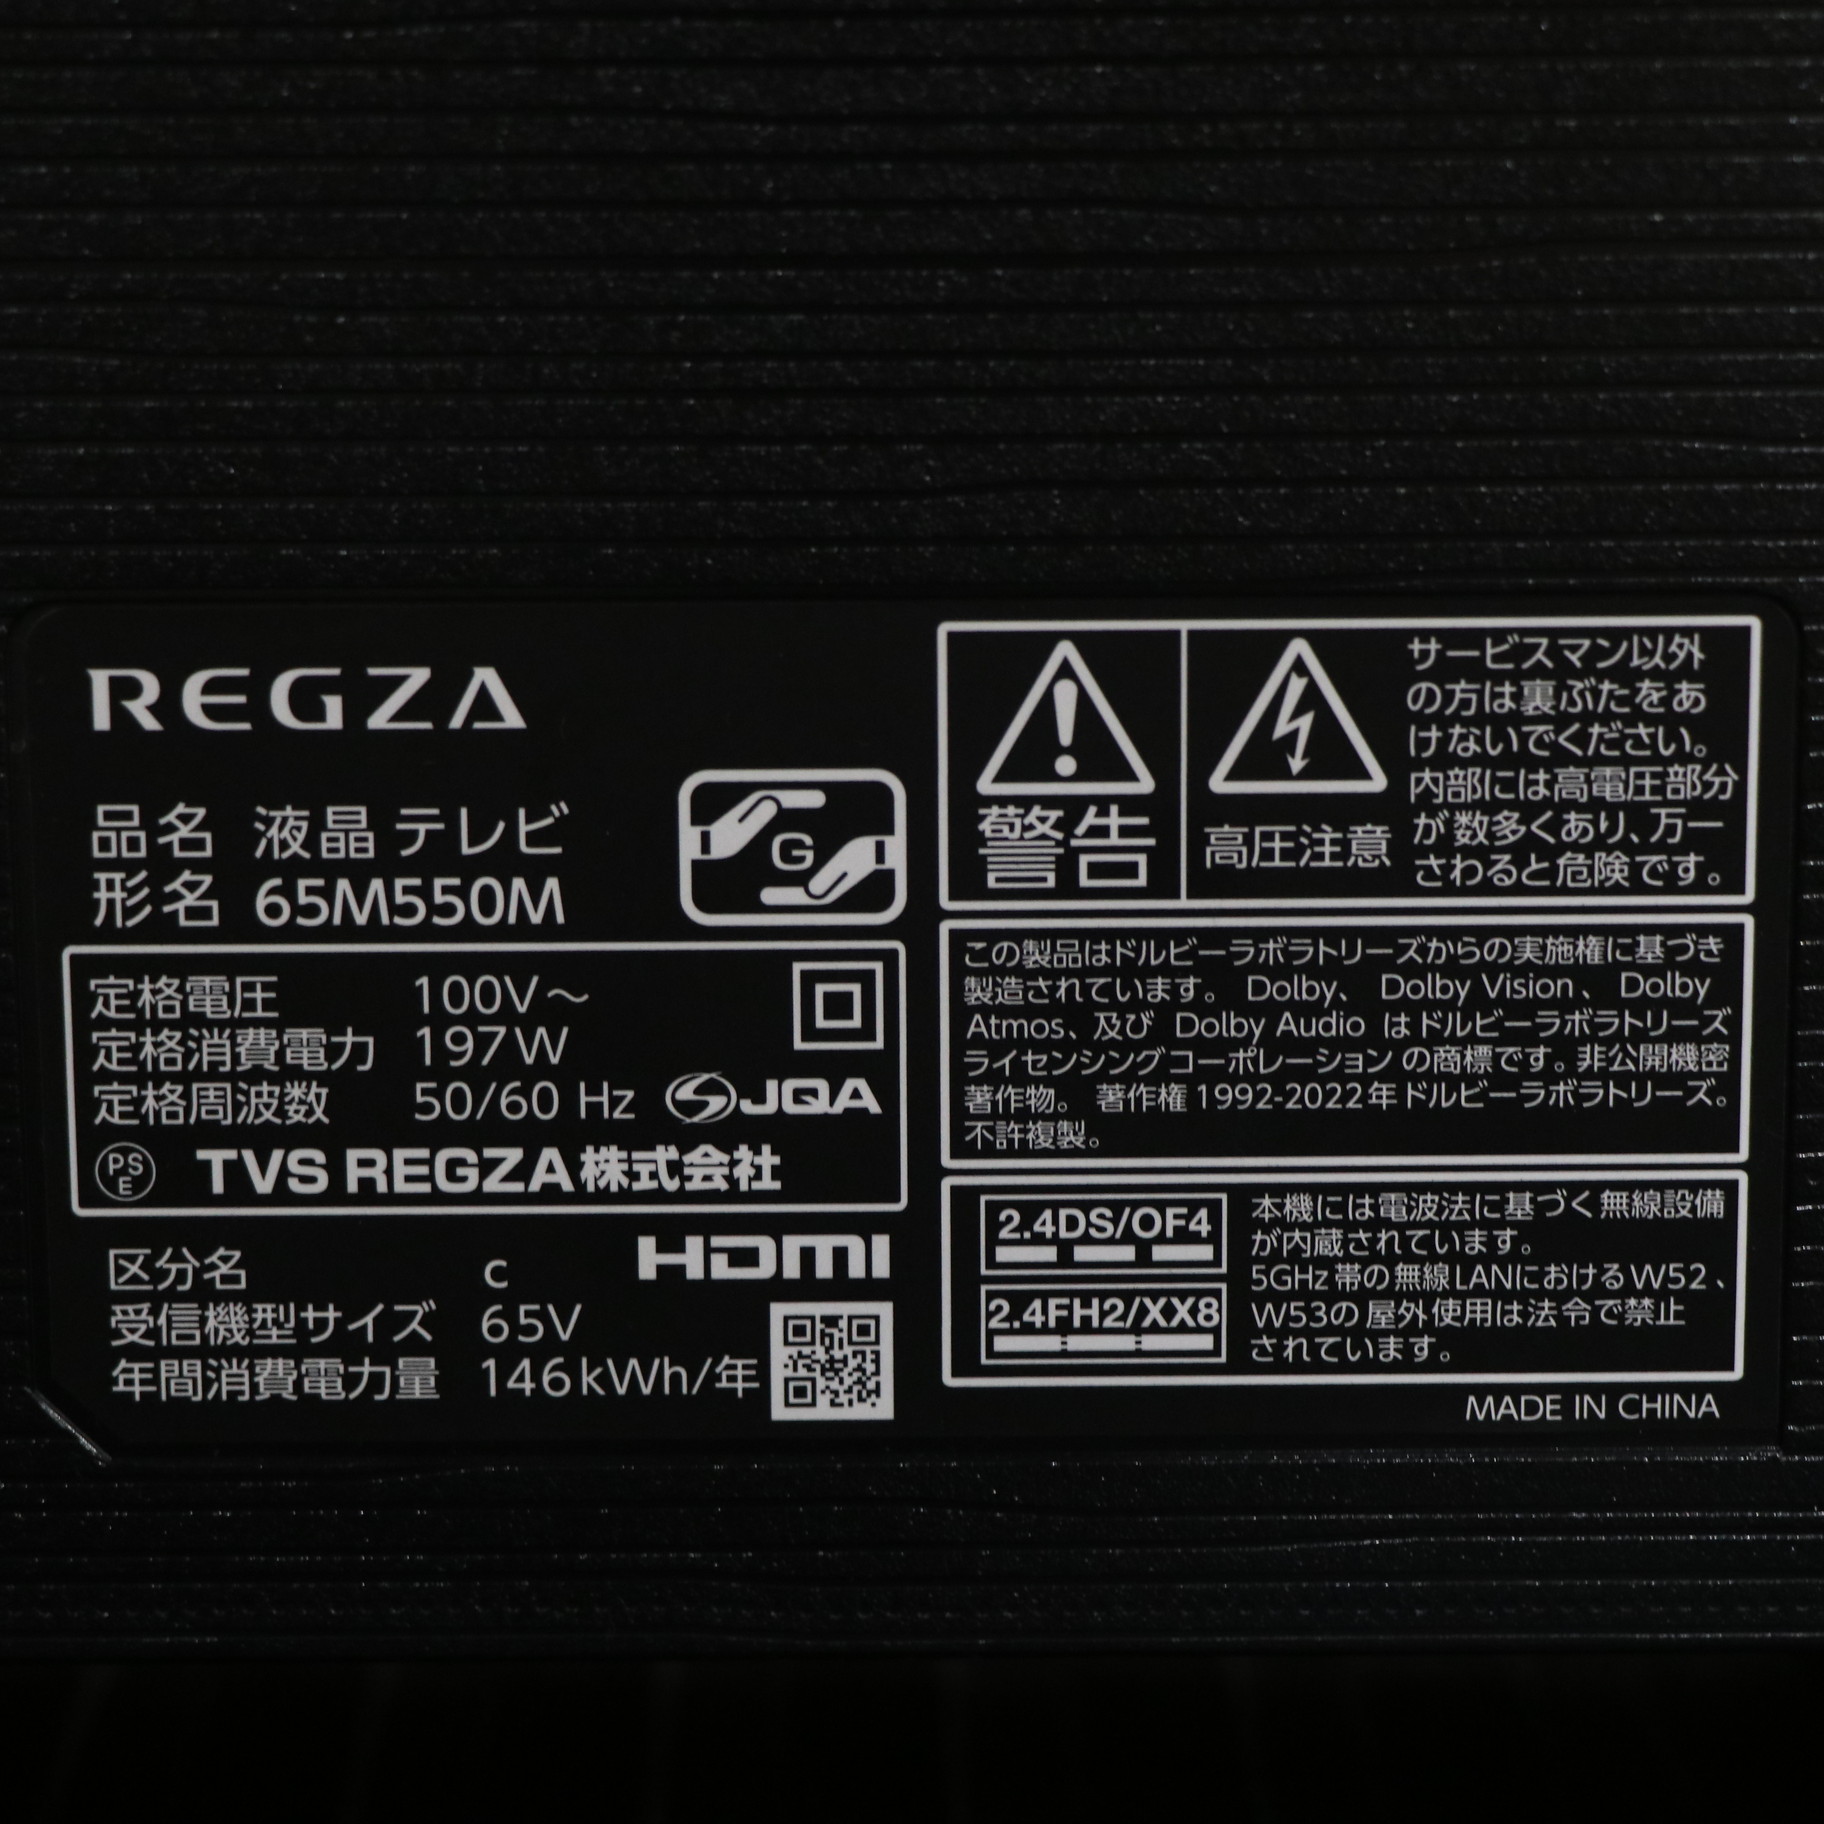 REGZA
品名 液晶テレビ
形名 65M550M
G
定格電圧 100V～
定格消費電力 197W
定格周波数 50/60 Hz
JQA
PS
E
TVS REGZA株式会社
区分名 c
HDMI
受信機型サイズ 65V
年間消費電力量 146kWh/年
警告
高圧注意
サービスマン以外
の方は裏ぶたをあ
けないでください。
内部には高電圧部分
が数多くあり、万一
さわると危険です。
この製品はドルビーラボラトリーズからの実施権に基づき
製造されています。 Dolby、 Dolby Vision、 Dolby
Atmos、及び Dolby Audio はドルビーラボラトリーズ
ライセンシングコーポレーションの商標です。非公開機密
著作物。 著作権 1992-2022年ドルビーラボラトリーズ。
不許複製。
2.4DS/OF4
2.4FH2/XX8
本機には電波法に基づく無線設備
が内蔵されています。
5GHz帯の無線LANにおけるW52、
W53の屋外使用は法令で禁止
されています。
MADE IN CHINA